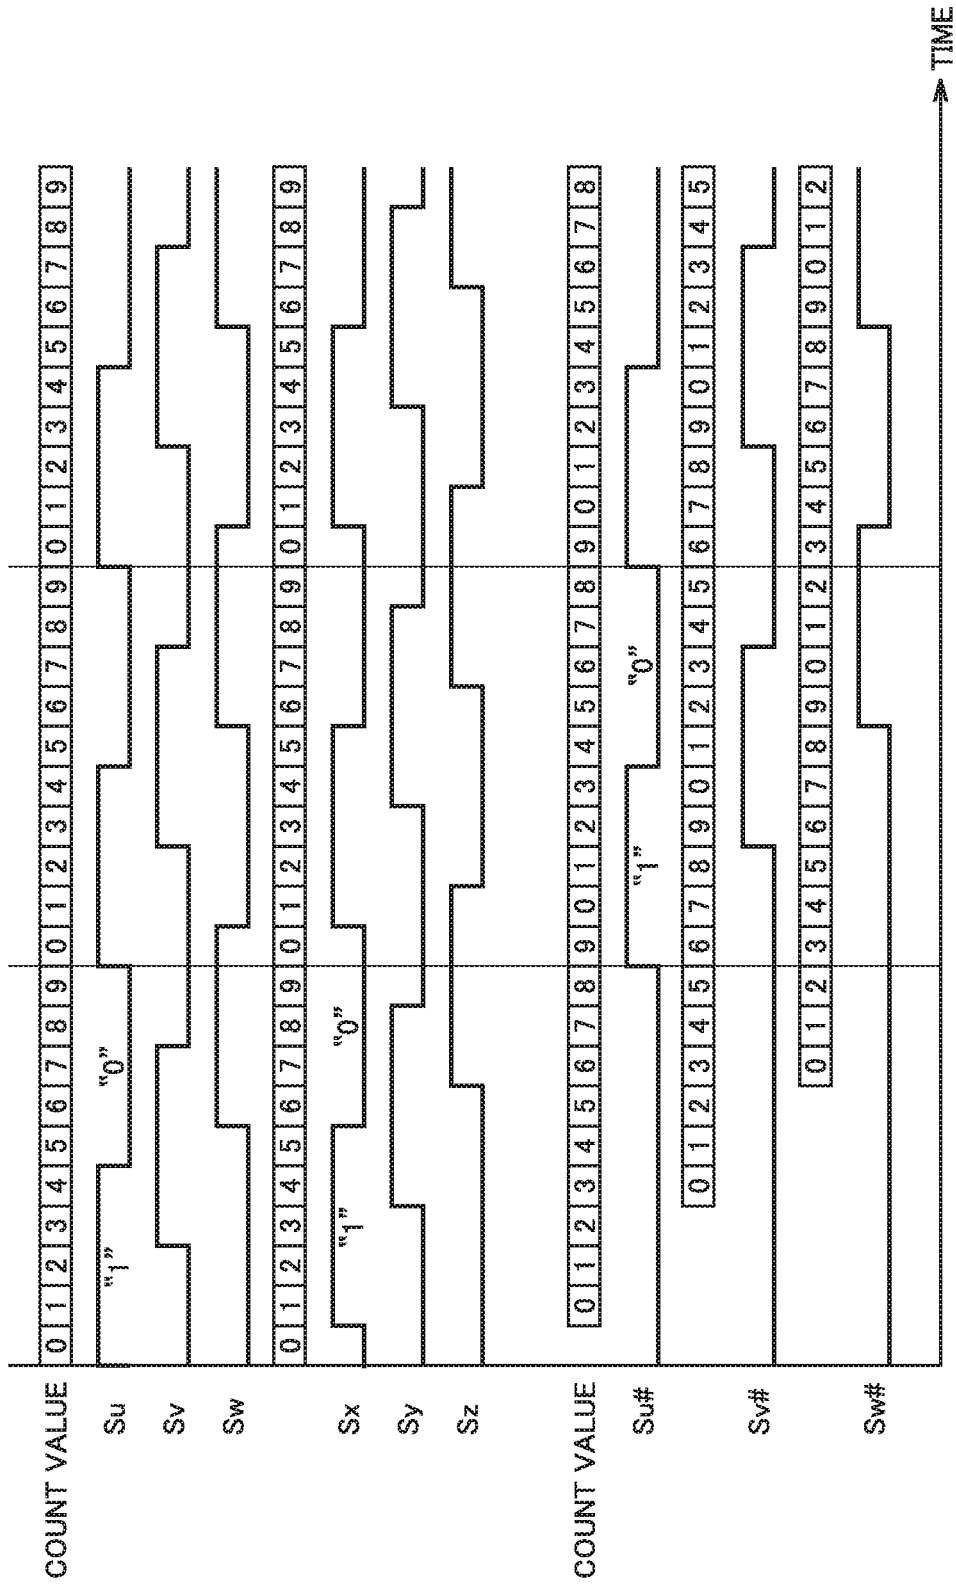 COUNT VALUE 0 1 2 3 4 5 6 7 8 9 0 1 2 3 4 5 6 7 8 9 0 1 2 3 4 5 6 7 8 9
Su "1" "0"
Sv
Sw
0 1 2 3 4 5 6 7 8 9 0 1 2 3 4 5 6 7 8 9 0 1 2 3 4 5 6 7 8 9
Sx "1" "0"
Sy
Sz
COUNT VALUE 0 1 2 3 4 5 6 7 8 9 0 1 2 3 4 5 6 7 8 9 0 1 2 3 4 5 6 7 8
Su# "1" "0"
0 1 2 3 4 5 6 7 8 9 0 1 2 3 4 5 6 7 8 9 0 1 2 3 4 5
Sv#
0 1 2 3 4 5 6 7 8 9 0 1 2 3 4 5 6 7 8 9 0 1 2
Sw#
TIME